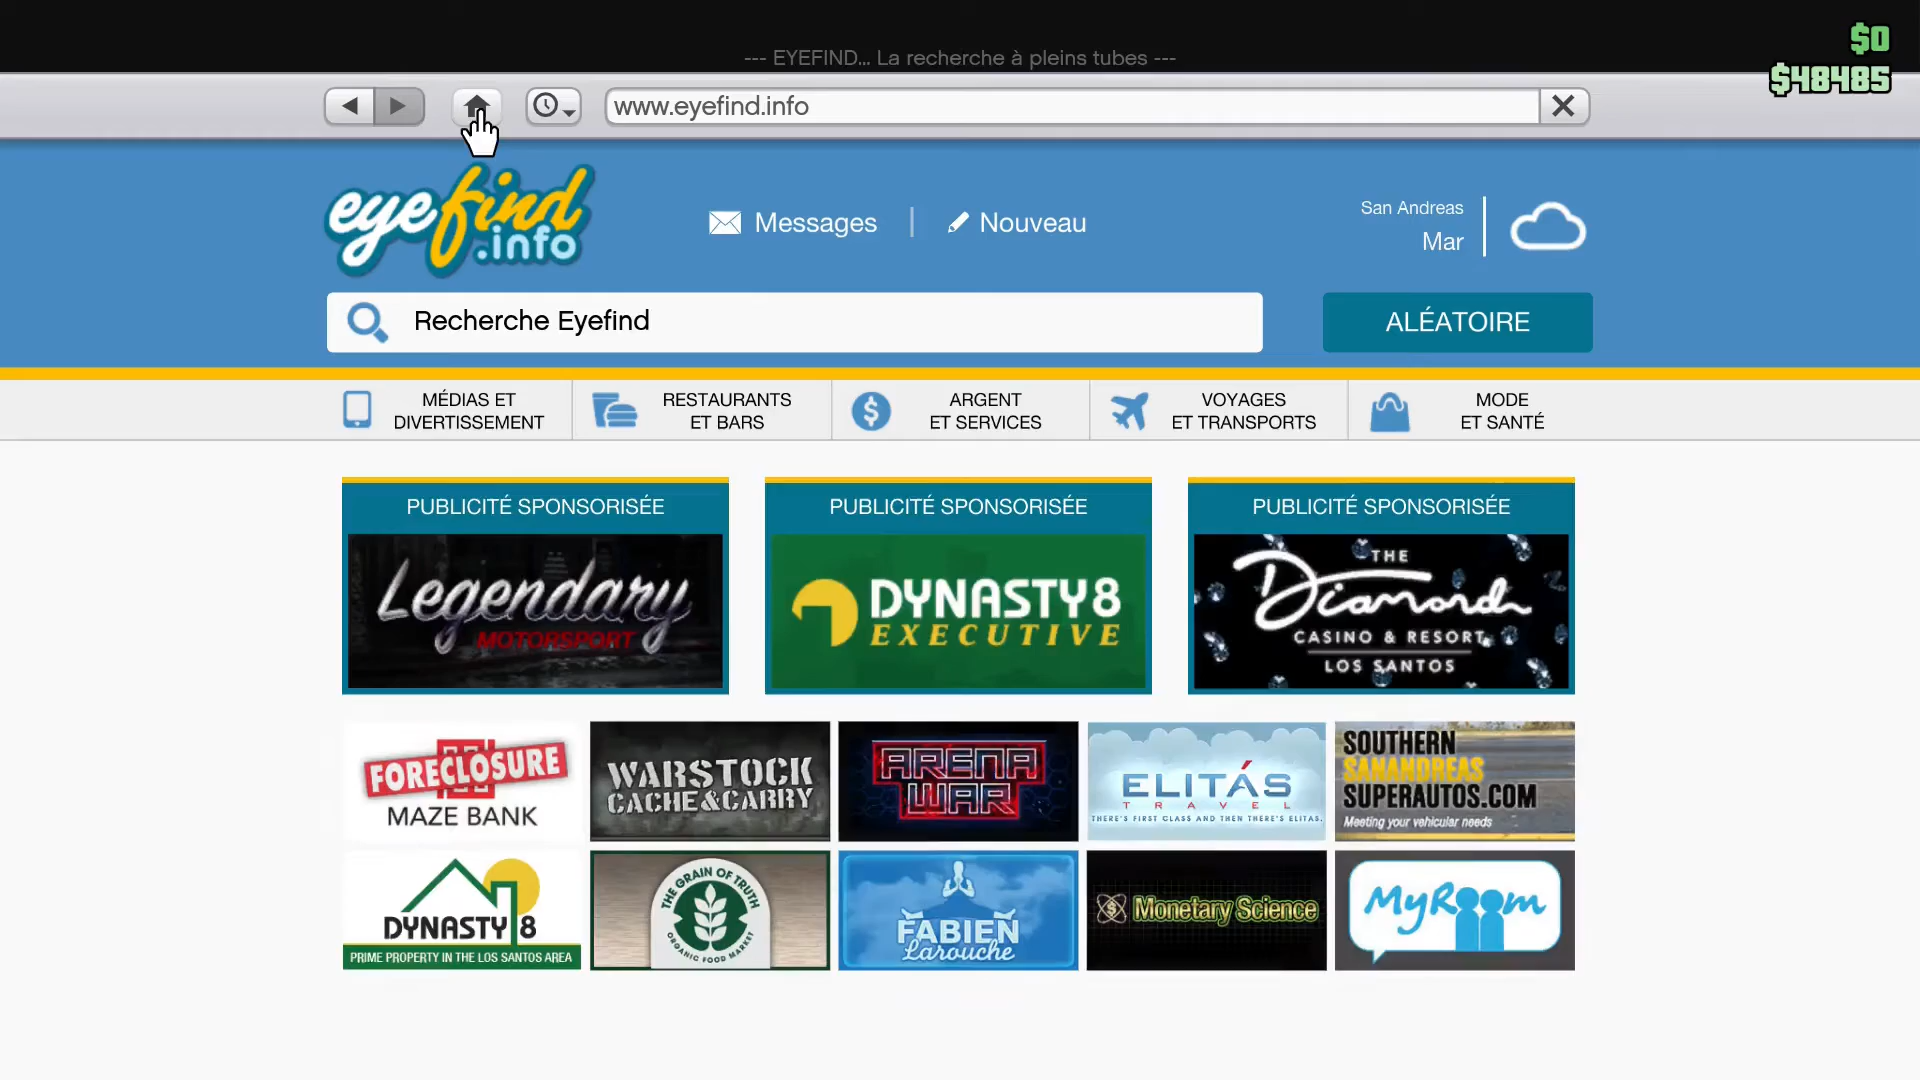 $0
--- EYEFIND... La recherche à pleins tubes ---
$48485
www.eyefind.info
eyefind
.info
Messages
Nouveau
San Andreas
Mar
Recherche Eyefind
ALÉATOIRE
MÉDIAS ET
DIVERTISSEMENT
RESTAURANTS
ET BARS
ARGENT
ET SERVICES
VOYAGES
ET TRANSPORTS
MODE
ET SANTÉ
PUBLICITÉ SPONSORISÉE
Legendary
MOTORSPORT
PUBLICITÉ SPONSORISÉE
DYNASTY 8
EXECUTIVE
PUBLICITÉ SPONSORISÉE
THE
Diamond
CASINO & RESORT
LOS SANTOS
FORECLOSURE
MAZE BANK
WARSTOCK
CACHE&CARRY
ARENA
WAR
ELITÁS
TRAVEL
THERE'S FIRST CLASS AND THEN THERE'S ELITAS.
SOUTHERN
SANANDREAS
SUPERAUTOS.COM
Meeting your vehicular needs
DYNASTY 8
PRIME PROPERTY IN THE LOS SANTOS AREA
THE GRAIN OF TRUTH
ORGANIC FOOD MARKET
FABIEN
Larouche
Monetary Science
MyRoom